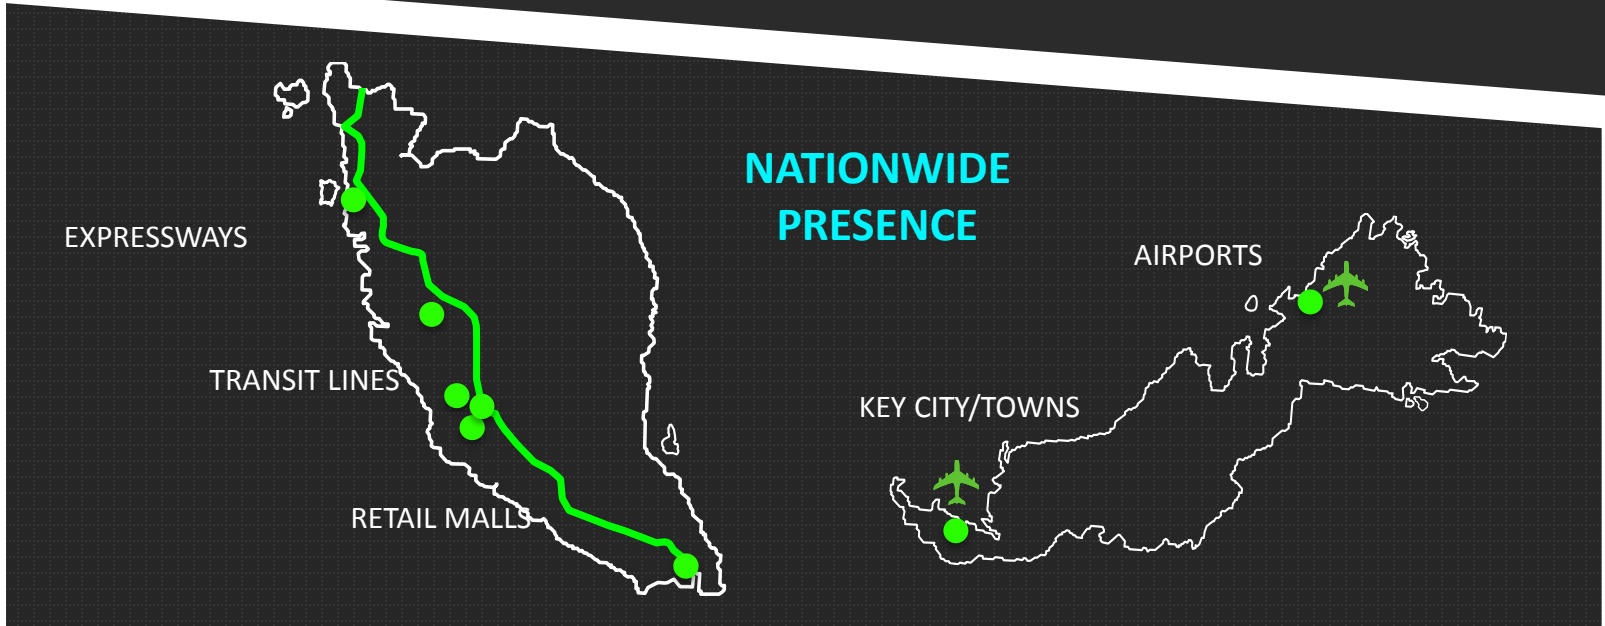 NATIONWIDE
PRESENCE
EXPRESSWAYS
AIRPORTS
TRANSIT LINES
KEY CITY/TOWNS
RETAIL MALLS